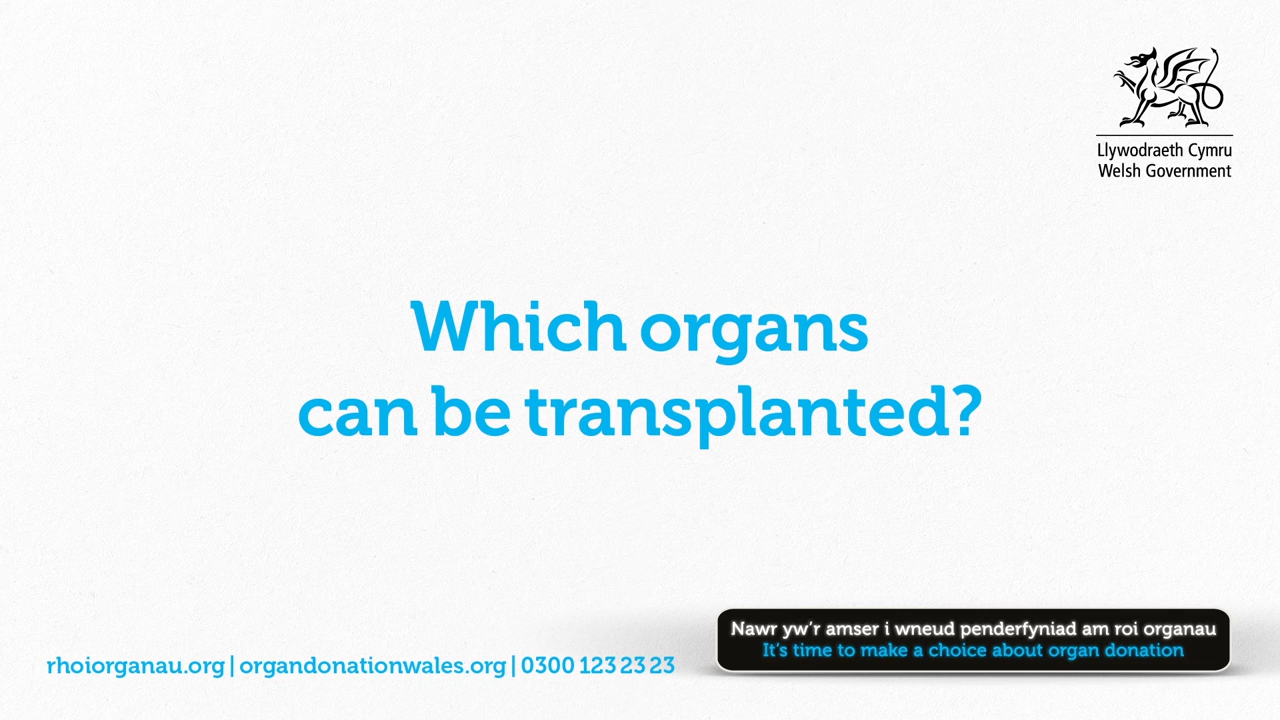 Llywodraeth Cymru
Welsh Government
Which organs
can be transplanted?
Nawr yw'r amser i wneud penderfyniad am roi organau
It's time to make a choice about organ donation
rhoiorganau.org | organdonationwales.org | 0300 123 23 23